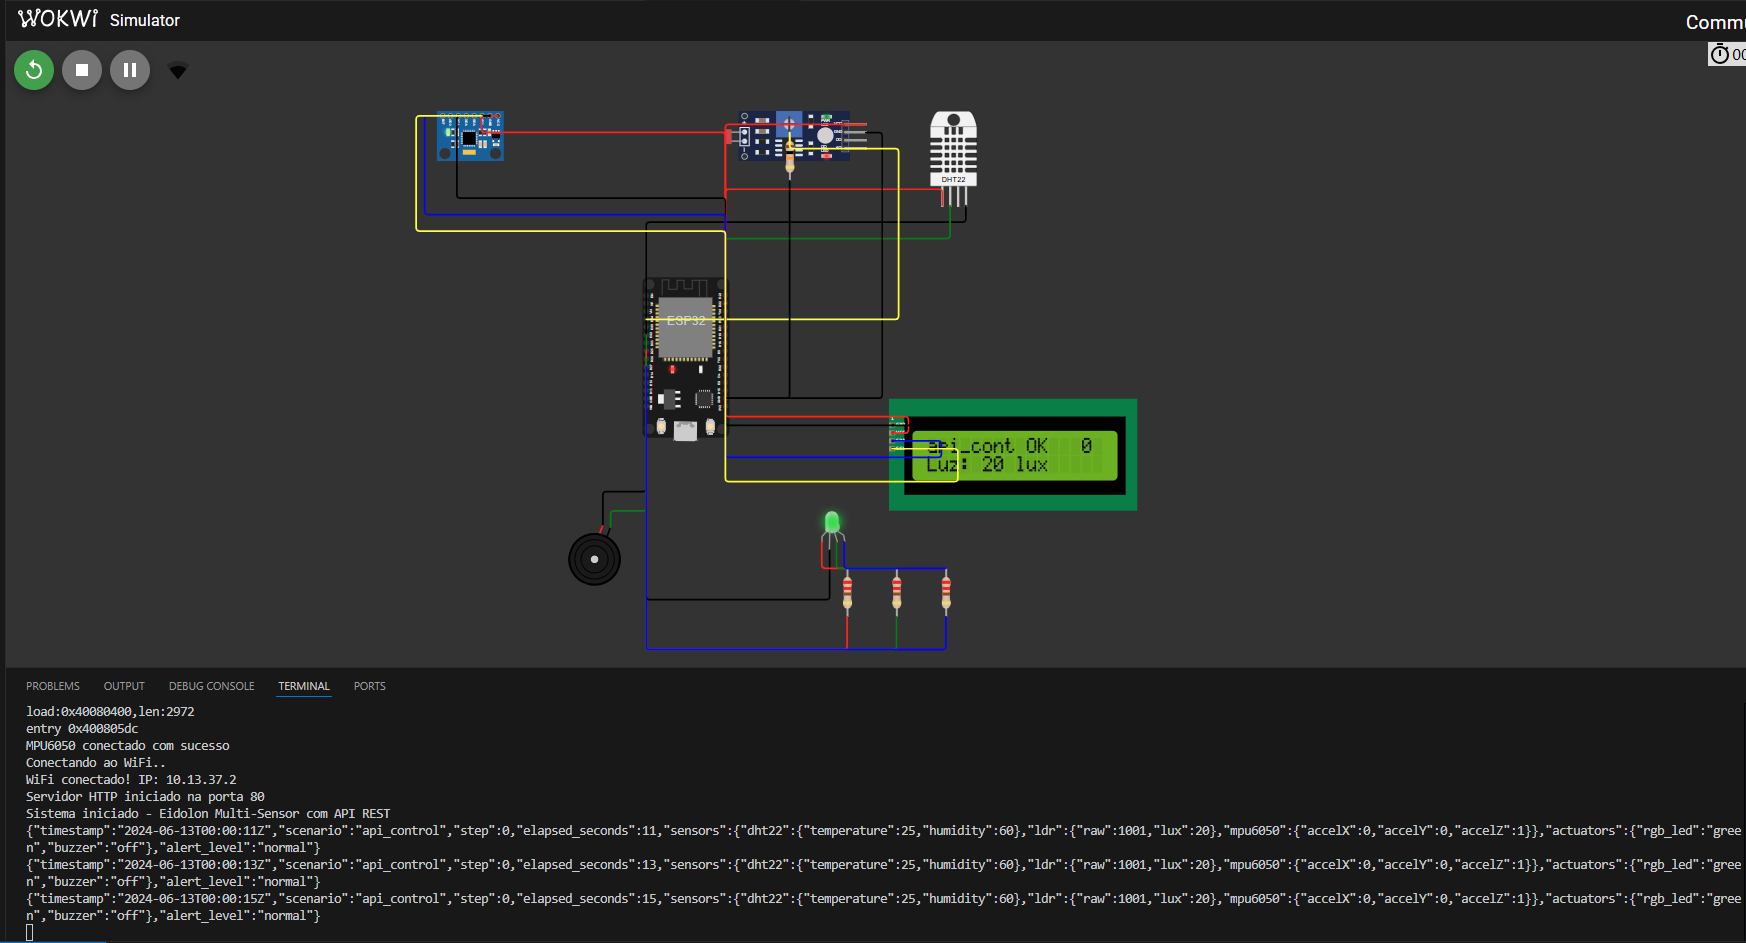 WOKWI Simulator
Commu
00
DHT22
ESP32
api_cont OK 0
Luz: 20 lux
PROBLEMS OUTPUT DEBUG CONSOLE TERMINAL PORTS
load:0x40080400,len:2972
entry 0x400805dc
MPU6050 conectado com sucesso
Conectando ao WiFi..
WiFi conectado! IP: 10.13.37.2
Servidor HTTP iniciado na porta 80
Sistema iniciado - Eidolon Multi-Sensor com API REST
{"timestamp":"2024-06-13T00:00:11Z","scenario":"api_control","step":0,"elapsed_seconds":11,"sensors":{"dht22":{"temperature":25,"humidity":60},"ldr":{"raw":1001,"lux":20},"mpu6050":{"accelX":0,"accelY":0,"accelZ":1}},"actuators":{"rgb_led":"gree
n","buzzer":"off"},"alert_level":"normal"}
{"timestamp":"2024-06-13T00:00:13Z","scenario":"api_control","step":0,"elapsed_seconds":13,"sensors":{"dht22":{"temperature":25,"humidity":60},"ldr":{"raw":1001,"lux":20},"mpu6050":{"accelX":0,"accelY":0,"accelZ":1}},"actuators":{"rgb_led":"gree
n","buzzer":"off"},"alert_level":"normal"}
{"timestamp":"2024-06-13T00:00:15Z","scenario":"api_control","step":0,"elapsed_seconds":15,"sensors":{"dht22":{"temperature":25,"humidity":60},"ldr":{"raw":1001,"lux":20},"mpu6050":{"accelX":0,"accelY":0,"accelZ":1}},"actuators":{"rgb_led":"gree
n","buzzer":"off"},"alert_level":"normal"}